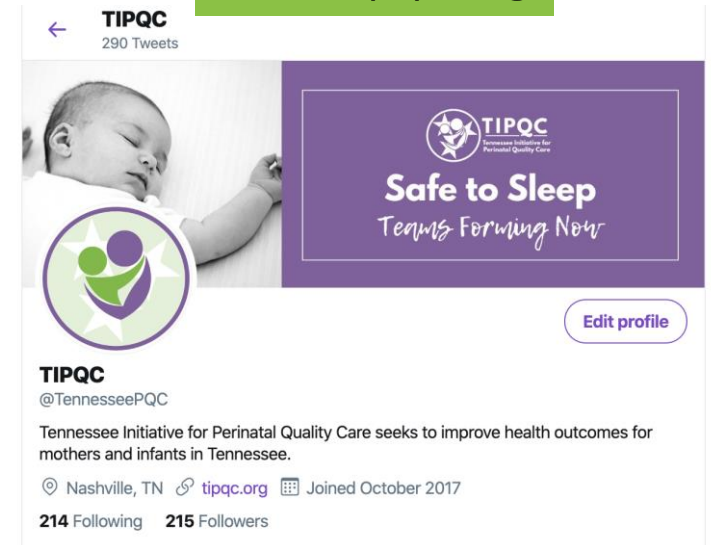 TIPQC
290 Tweets
TIPQC
Tennessee Initiative for
Perinatal Quality Care
Safe to Sleep
Teams Forming Now
Edit profile
TIPQC
@TennesseePQC
Tennessee Initiative for Perinatal Quality Care seeks to improve health outcomes for
mothers and infants in Tennessee.
Nashville, TN tipqc.org Joined October 2017
214 Following 215 Followers